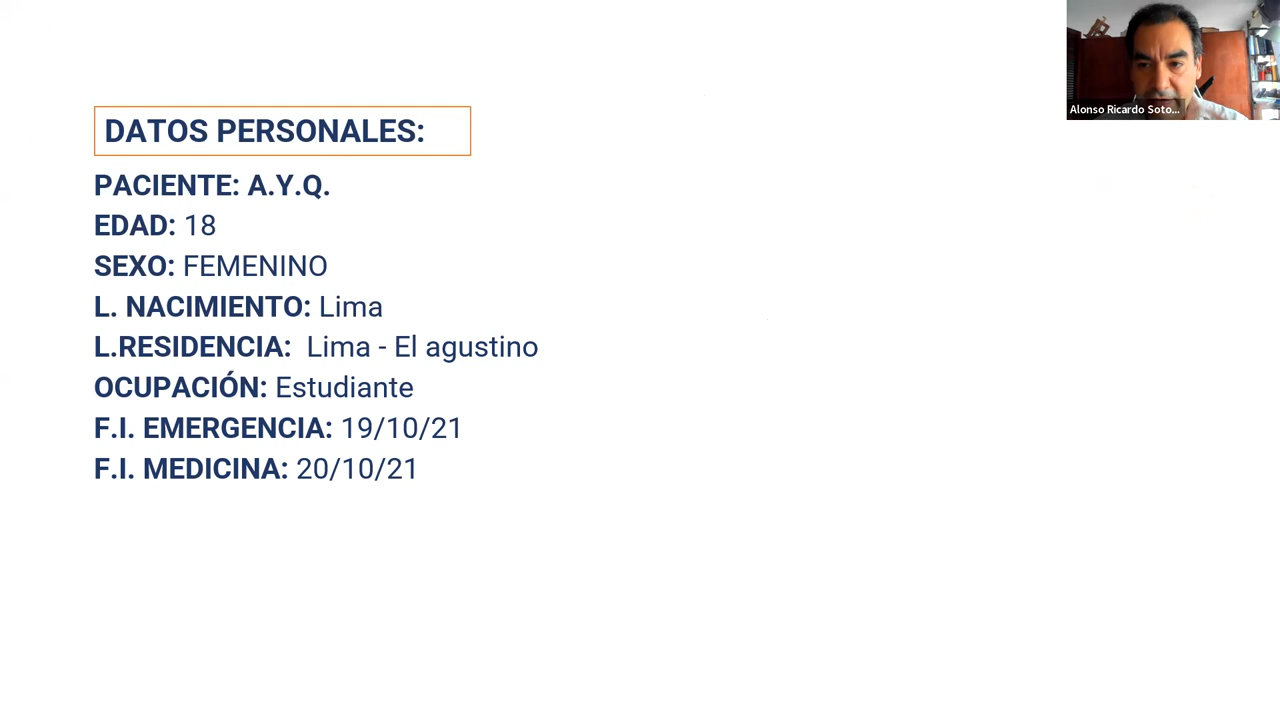 DATOS PERSONALES:
PACIENTE: A.Y.Q.
EDAD: 18
SEXO: FEMENINO
L. NACIMIENTO: Lima
L.RESIDENCIA: Lima - El agustino
OCUPACIÓN: Estudiante
F.I. EMERGENCIA: 19/10/21
F.I. MEDICINA: 20/10/21
Alonso Ricardo Soto...